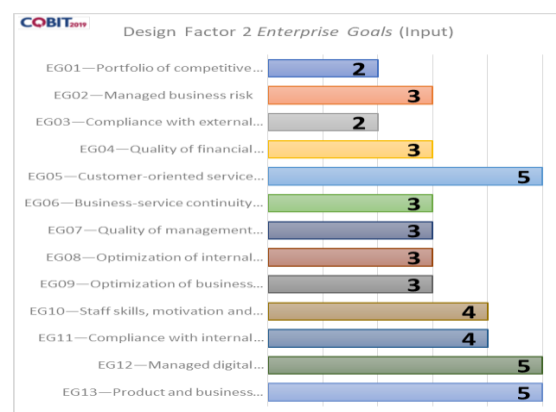 COBIT2019
Design Factor 2 Enterprise Goals (Input)
EG01—Portfolio of competitive... 2
EG02—Managed business risk 3
EG03—Compliance with external... 2
EG04—Quality of financial... 3
EG05—Customer-oriented service... 5
EG06—Business-service continuity... 3
EG07—Quality of management... 3
EG08—Optimization of internal... 3
EG09—Optimization of business... 3
EG10—Staff skills, motivation and... 4
EG11—Compliance with internal... 4
EG12—Managed digital... 5
EG13—Product and business... 5